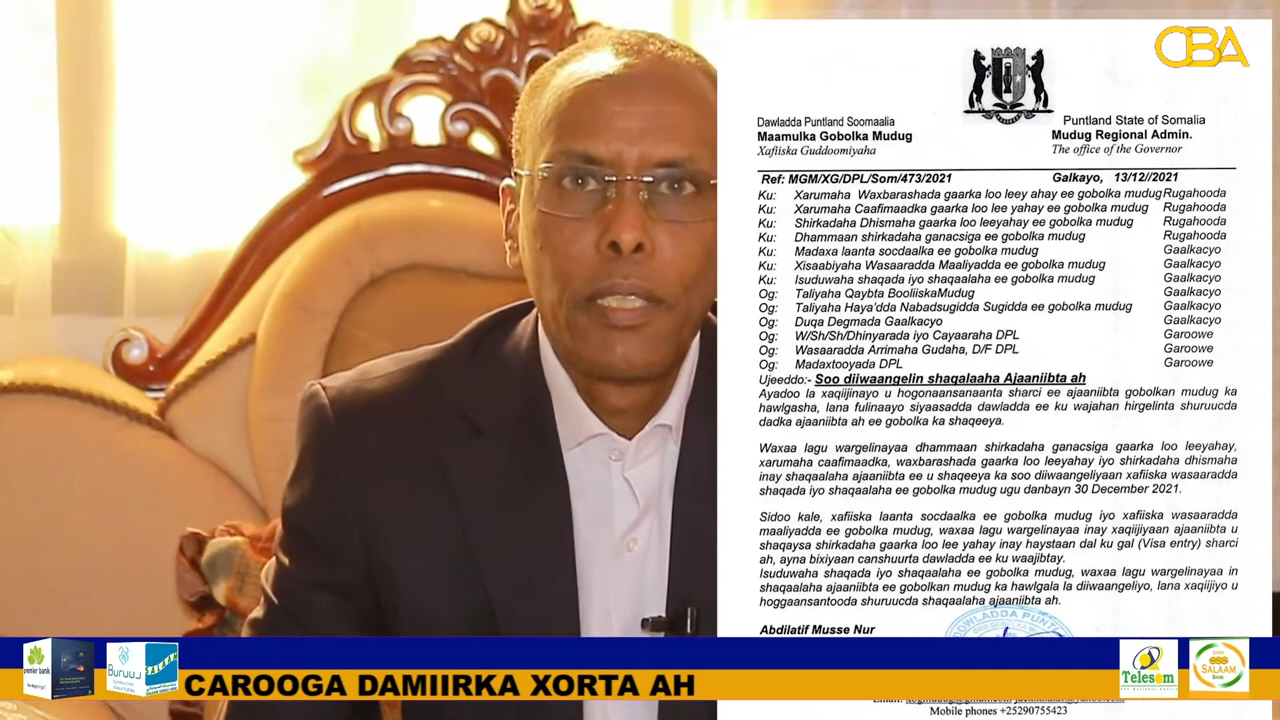 CBA
Dawladda Puntland Soomaalia
Maamulka Gobolka Mudug
Xafiiska Guddoomiyaha
Puntland State of Somalia
Mudug Regional Admin.
The office of the Governor
Ref: MGM/XG/DPL/Som/473/2021 Galkayo, 13/12//2021
Ku: Xarumaha Waxbarashada gaarka loo leey ahay ee gobolka mudug Rugahooda
Ku: Xarumaha Caafimaadka gaarka loo lee yahay ee gobolka mudug Rugahooda
Ku: Shirkadaha Dhismaha gaarka loo leeyahay ee gobolka mudug Rugahooda
Ku: Dhammaan shirkadaha ganacsiga ee gobolka mudug Rugahooda
Ku: Madaxa laanta socdaalka ee gobolka mudug Gaalkacyo
Ku: Xisaabiyaha Wasaaradda Maaliyadda ee gobolka mudug Gaalkacyo
Ku: Isuduwaha shaqada iyo shaqaalaha ee gobolka mudug Gaalkacyo
Og: Taliyaha Qaybta BooliiskaMudug Gaalkacyo
Og: Taliyaha Haya'dda Nabadsugidda Sugidda ee gobolka mudug Gaalkacyo
Og: Duqa Degmada Gaalkacyo Gaalkacyo
Og: W/Sh/Sh/Dhinyarada iyo Cayaaraha DPL Garoowe
Og: Wasaaradda Arrimaha Gudaha, D/F DPL Garoowe
Og: Madaxtooyada DPL Garoowe
Ujeeddo:- Soo diiwaangelin shaqalaaha Ajaaniibta ah
Ayadoo la xaqiijinayo u hogonaansanaanta sharci ee ajaaniibta gobolkan mudug ka
hawlgasha, lana fulinaayo siyaasadda dawladda ee ku wajahan hirgelinta shuruucda
dadka ajaaniibta ah ee gobolka ka shaqeeya.
Waxaa lagu wargelinayaa dhammaan shirkadaha ganacsiga gaarka loo leeyahay,
xarumaha caafimaadka, waxbarashada gaarka loo leeyahay iyo shirkadaha dhismaha
inay shaqaalaha ajaaniibta ee u shaqeeya ka soo diiwaangeliyaan xafiiska wasaaradda
shaqada iyo shaqaalaha ee gobolka mudug ugu danbayn 30 December 2021.
Sidoo kale, xafiiska laanta socdaalka ee gobolka mudug iyo xafiiska wasaaradda
maaliyadda ee gobolka mudug, waxaa lagu wargelinayaa inay xaqiijiyaan ajaaniibta u
shaqaysa shirkadaha gaarka loo lee yahay inay haystaan dal ku gal (Visa entry) sharci
ah, ayna bixiyaan canshuurta dawladda ee ku waajibtay.
Isuduwaha shaqada iyo shaqaalaha ee gobolka mudug, waxaa lagu wargelinayaa in
shaqaalaha ajaaniibta ee gobolkan mudug ka hawlgala la diiwaangeliyo, lana xaqiijiyo u
hoggaansantooda shuruucda shaqaalaha ajaaniibta ah.
Abdilatif Musse Nur
premier bank
Buruuj
SALAAM
CAROOGA DAMIIRKA XORTA AH
Telesom
SALAAM
BANK
Mobile phones +25290755423